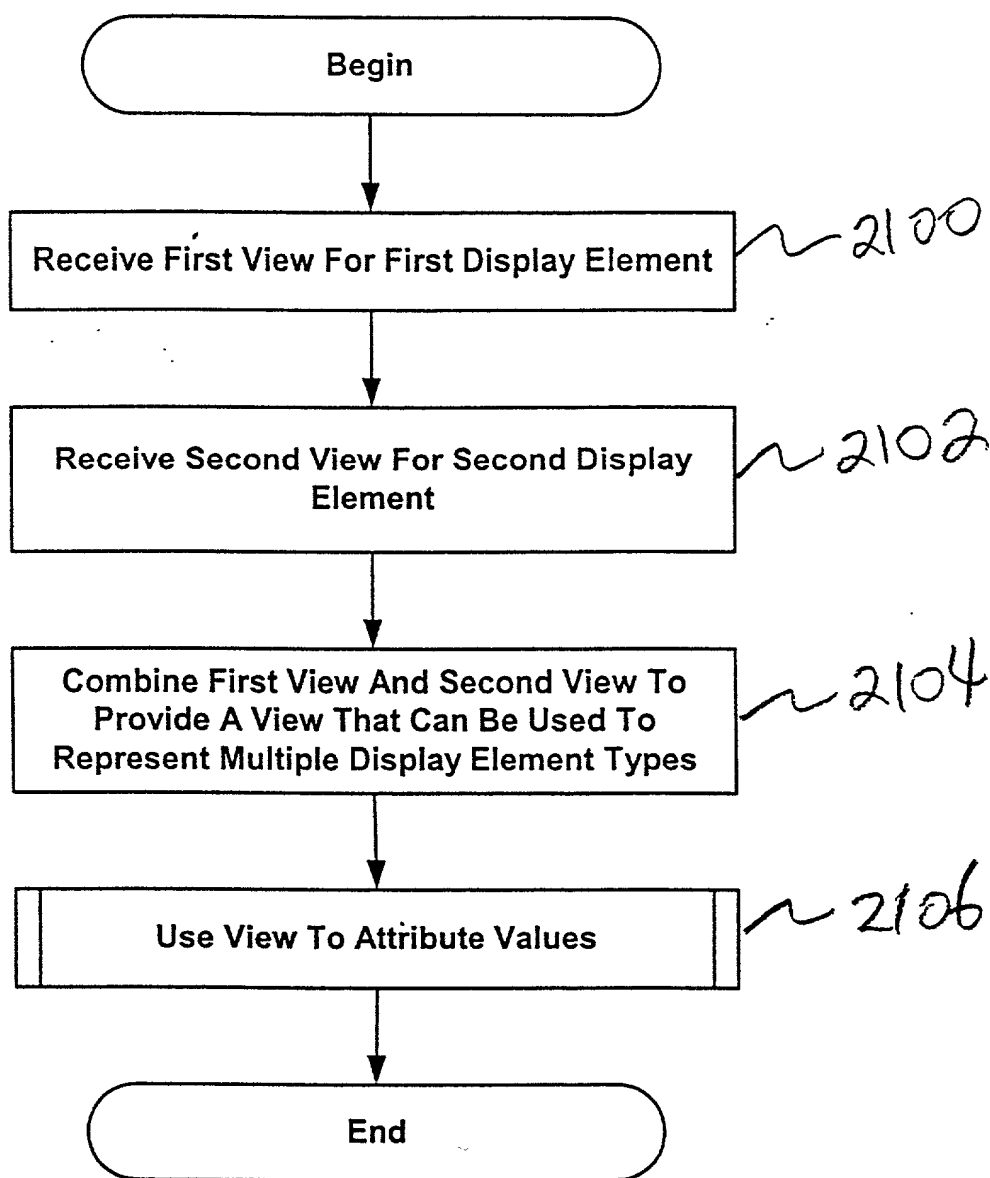 Begin
Receive First View For First Display Element
2100
Receive Second View For Second Display
Element
2102
Combine First View And Second View To
Provide A View That Can Be Used To
Represent Multiple Display Element Types
2104
Use View To Attribute Values
2106
End